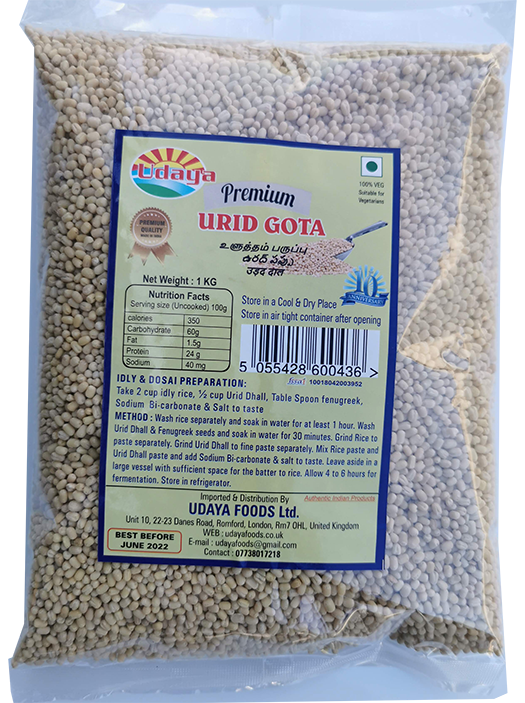 Udaya
100% VEG
Suitable for
Vegetarians
PREMIUM
QUALITY
Premium
URID GOTA
உளுத்தம் பருப்பு
उड़द दाल
Net Weight : 1 KG
Nutrition Facts
Serving size (Uncooked) 100g
calories 350
Carbohydrate 60g
Fat 1.5g
Protein 24 g
Sodium 40 mg
10
ANNIVERSARY
Store in a Cool & Dry Place
Store in air tight container after opening
5 055428 600436 >
fssai 10018042003952
IDLY & DOSAI PREPARATION:
Take 2 cup idly rice, ½ cup Urid Dhall, Table Spoon fenugreek,
Sodium Bi-carbonate & Salt to taste
METHOD : Wash rice separately and soak in water for at least 1 hour. Wash
Urid Dhall & Fenugreek seeds and soak in water for 30 minutes. Grind Rice to
paste separately. Grind Urid Dhall to fine paste separately. Mix Rice paste and
Urid Dhall paste and add Sodium Bi-carbonate & salt to taste. Leave aside in a
large vessel with sufficient space for the batter to rice. Allow 4 to 6 hours for
fermentation. Store in refrigerator.
Imported & Distribution By
Authentic Indian Products
UDAYA FOODS Ltd.
Unit 10, 22-23 Danes Road, Romford, London, Rm7 OHL, United Kingdom
WEB : udayafoods.co.uk
E-mail : udayafoods@gmail.com
Contact : 07738017218
BEST BEFORE
JUNE 2022